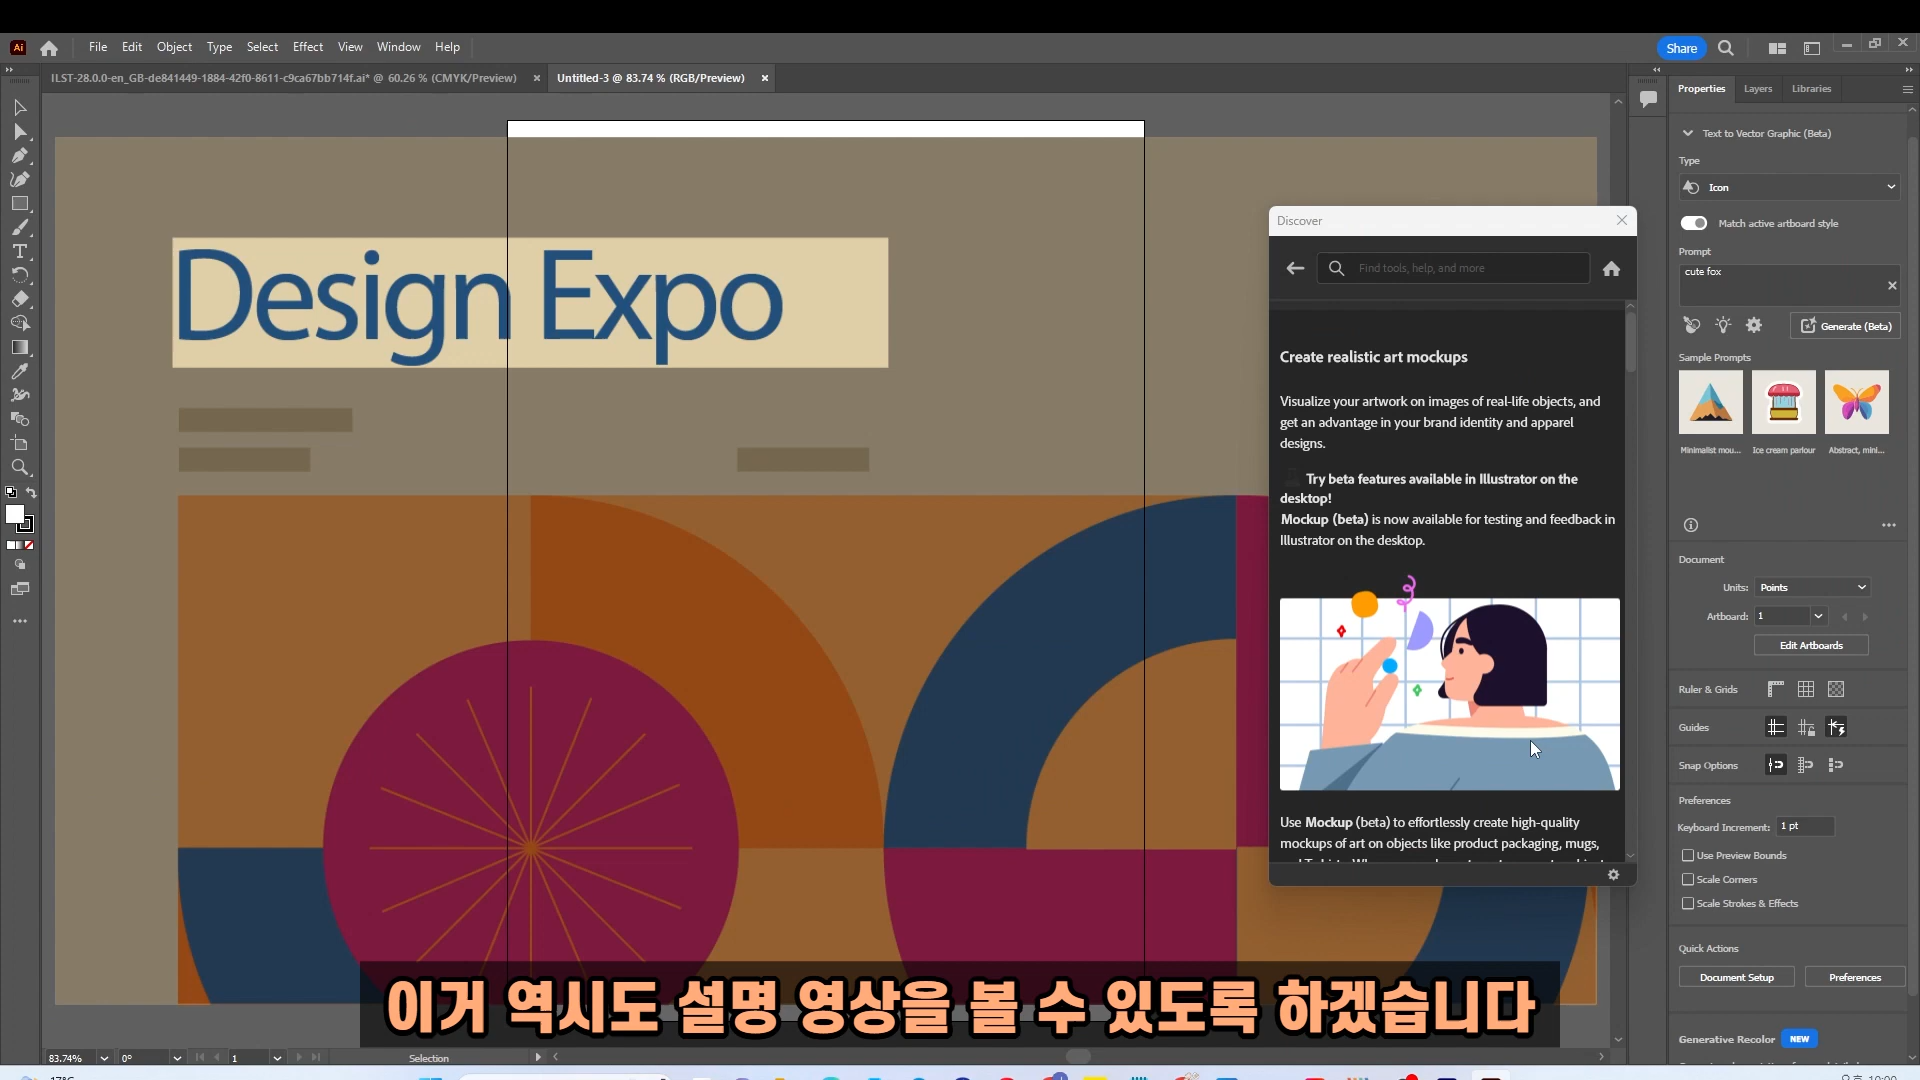 Ai File Edit Object Type Select Effect View Window Help Share
ILST-28.0.0-en_GB-de841449-1884-42f0-8611-c9ca67bb714f.ai* @ 60.26 % (CMYK/Preview) Untitled-3 @ 83.74 % (RGB/Preview)
Design Expo
Discover
Find tools, help, and more
Create realistic art mockups
Visualize your artwork on images of real-life objects, and
get an advantage in your brand identity and apparel
designs.
Try beta features available in Illustrator on the
desktop!
Mockup (beta) is now available for testing and feedback in
Illustrator on the desktop.
Use Mockup (beta) to effortlessly create high-quality
mockups of art on objects like product packaging, mugs,
Properties Layers Libraries
Text to Vector Graphic (Beta)
Type
Icon
Match active artboard style
Prompt
cute fox
Generate (Beta)
Sample Prompts
Minimalist mou... Ice cream parlour Abstract, mini...
Document
Units: Points
Artboard: 1
Edit Artboards
Ruler & Grids
Guides
Snap Options
Preferences
Keyboard Increment: 1 pt
Use Preview Bounds
Scale Corners
Scale Strokes & Effects
Quick Actions
Document Setup Preferences
Generative Recolor NEW
이거 역시도 설명 영상을 볼 수 있도록 하겠습니다
83.74% 0° 1 Selection